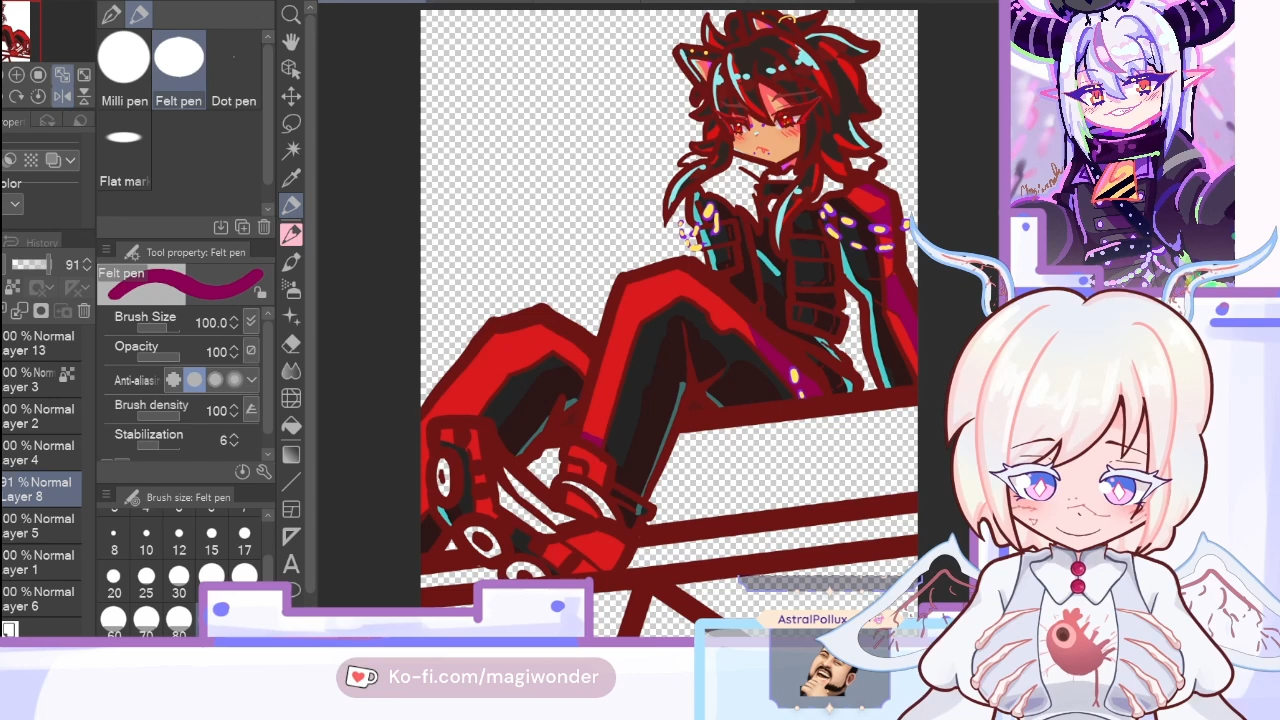 Milli pen
Felt pen
Dot pen
Flat mar
oper
olor
History
91
Tool property: Felt pen
Felt pen
Brush Size
100.0
Opacity
100
Anti-aliasi
Brush density
100
Stabilization
6
Brush size: Felt pen
8
10
12
15
17
20
25
30
00 % Normal
ayer 13
00 % Norm
ayer 3
00 % Normal
ayer 2
00 % Normal
ayer 4
91 % Normal
Layer 8
00 % Normal
ayer 5
00 % Normal
ayer 1
00 % Normal
ayer 6
AstralPollux
Ko-fi.com/magiwonder